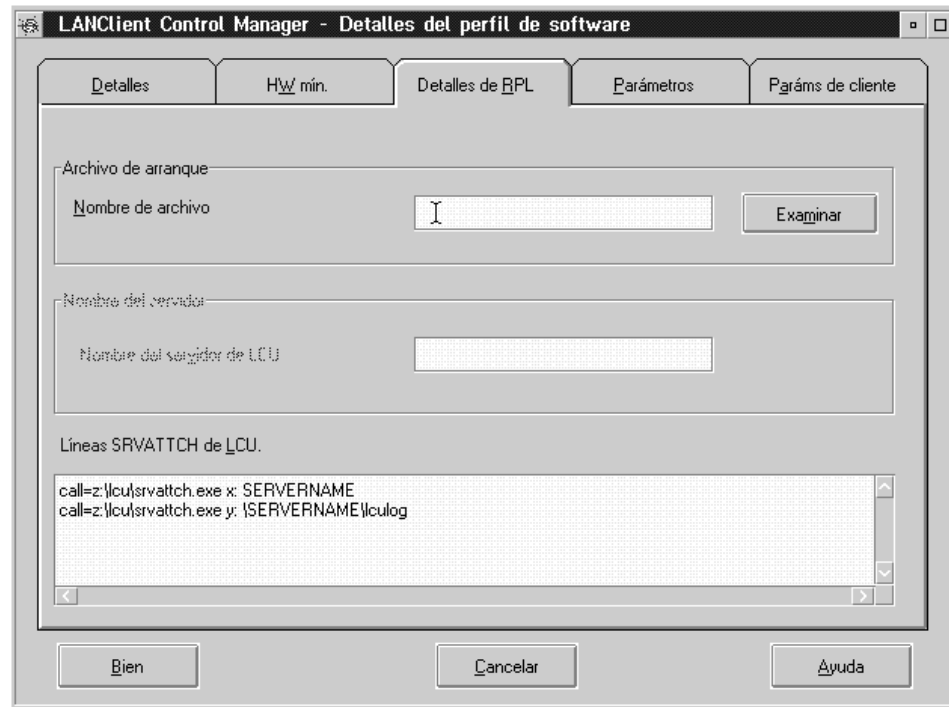 LANClient Control Manager - Detalles del perfil de software
Detalles
HW mín.
Detalles de RPL
Parámetros
Paráms de cliente
Archivo de arranque
Nombre de archivo
Examinar
Nombre del servidor
Nombre del servidor de LCU
Líneas SRVATTCH de LCU.
call=z:\lcu\srvattch.exe x: SERVERNAME
call=z:\lcu\srvattch.exe y: \SERVERNAME\lculog
Bien
Cancelar
Ayuda